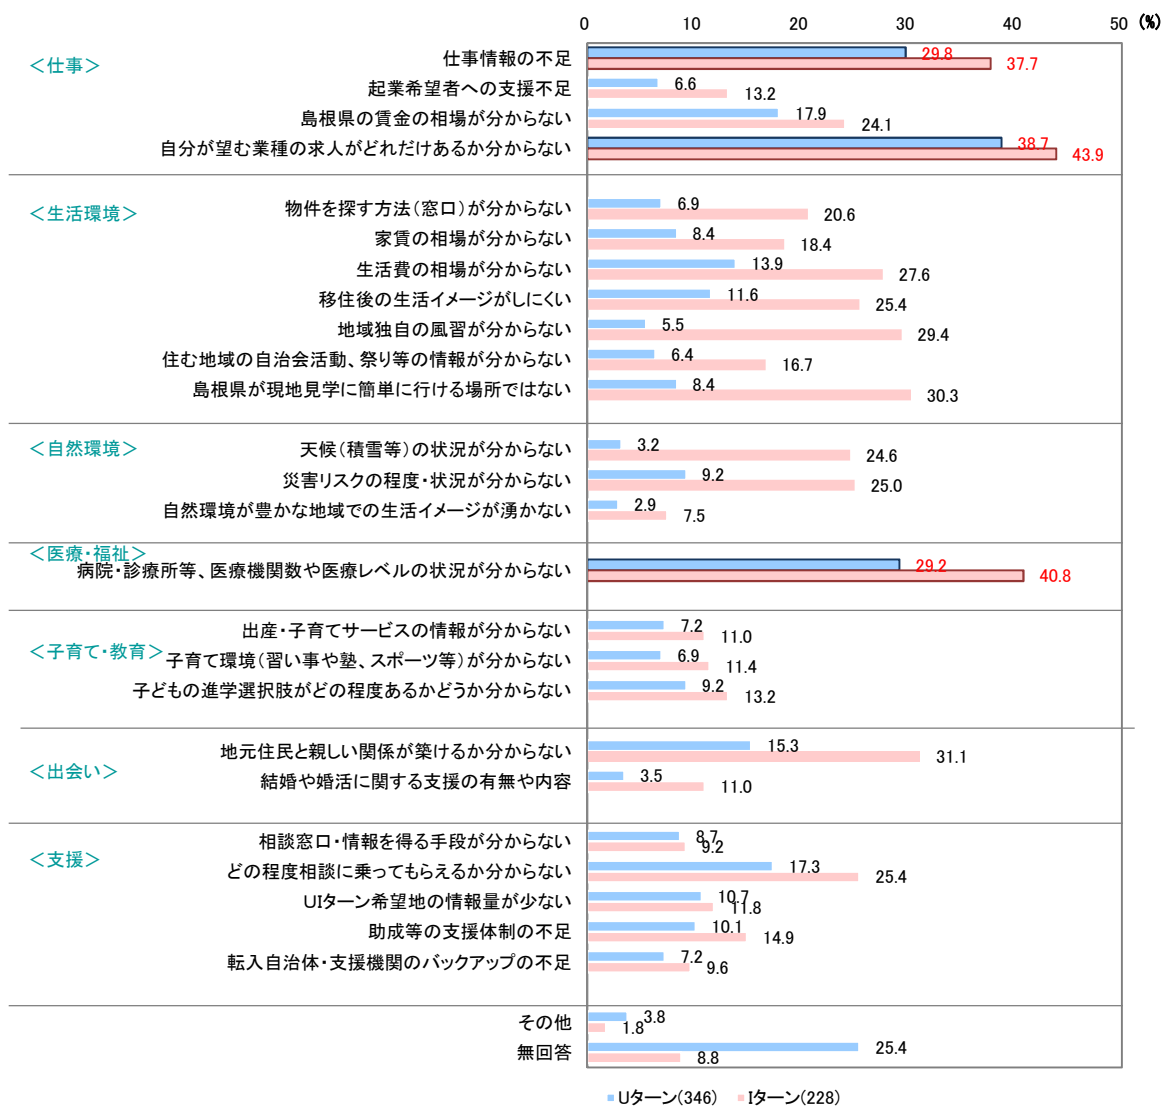 0 10 20 30 40 50 (%)
＜仕事＞
仕事情報の不足 29.8 37.7
起業希望者への支援不足 6.6 13.2
島根県の賃金の相場が分からない 17.9 24.1
自分が望む業種の求人がどれだけあるか分からない 38.7 43.9
＜生活環境＞
物件を探す方法（窓口）が分からない 6.9 20.6
家賃の相場が分からない 8.4 18.4
生活費の相場が分からない 13.9 27.6
移住後の生活イメージがしにくい 11.6 25.4
地域独自の風習が分からない 5.5 29.4
住む地域の自治会活動、祭り等の情報が分からない 6.4 16.7
島根県が現地見学に簡単に行ける場所ではない 8.4 30.3
＜自然環境＞
天候（積雪等）の状況が分からない 3.2 24.6
災害リスクの程度・状況が分からない 9.2 25.0
自然環境が豊かな地域での生活イメージが湧かない 2.9 7.5
＜医療・福祉＞
病院・診療所等、医療機関数や医療レベルの状況が分からない 29.2 40.8
＜子育て・教育＞
出産・子育てサービスの情報が分からない 7.2 11.0
子育て環境（習い事や塾、スポーツ等）が分からない 6.9 11.4
子どもの進学選択肢がどの程度あるかどうか分からない 9.2 13.2
＜出会い＞
地元住民と親しい関係が築けるか分からない 15.3 31.1
結婚や婚活に関する支援の有無や内容 3.5 11.0
＜支援＞
相談窓口・情報を得る手段が分からない 8.7 9.2
どの程度相談に乗ってもらえるか分からない 17.3 25.4
UIターン希望地の情報量が少ない 10.7 11.8
助成等の支援体制の不足 10.1 14.9
転入自治体・支援機関のバックアップの不足 7.2 9.6
その他 3.8 1.8
無回答 25.4 8.8
Uターン(346) Iターン(228)